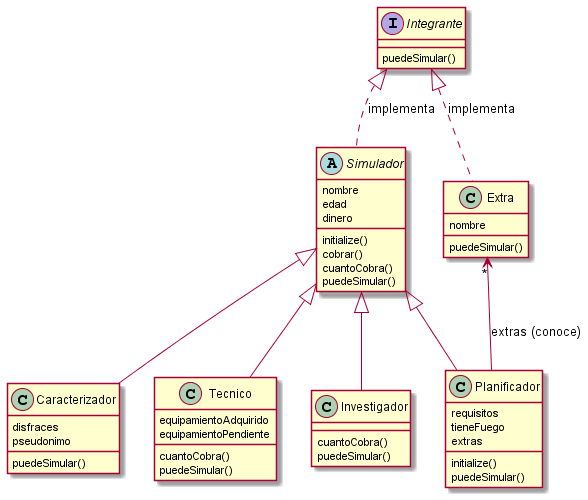 I Integrante
puedeSimular()
implementa
implementa
A Simulador
nombre
edad
dinero
initialize()
cobrar()
cuantoCobra()
puedeSimular()
C Extra
nombre
puedeSimular()
*
extras (conoce)
C Caracterizador
disfraces
pseudonimo
puedeSimular()
C Tecnico
equipamientoAdquirido
equipamientoPendiente
cuantoCobra()
puedeSimular()
C Investigador
cuantoCobra()
puedeSimular()
C Planificador
requisitos
tieneFuego
extras
initialize()
puedeSimular()